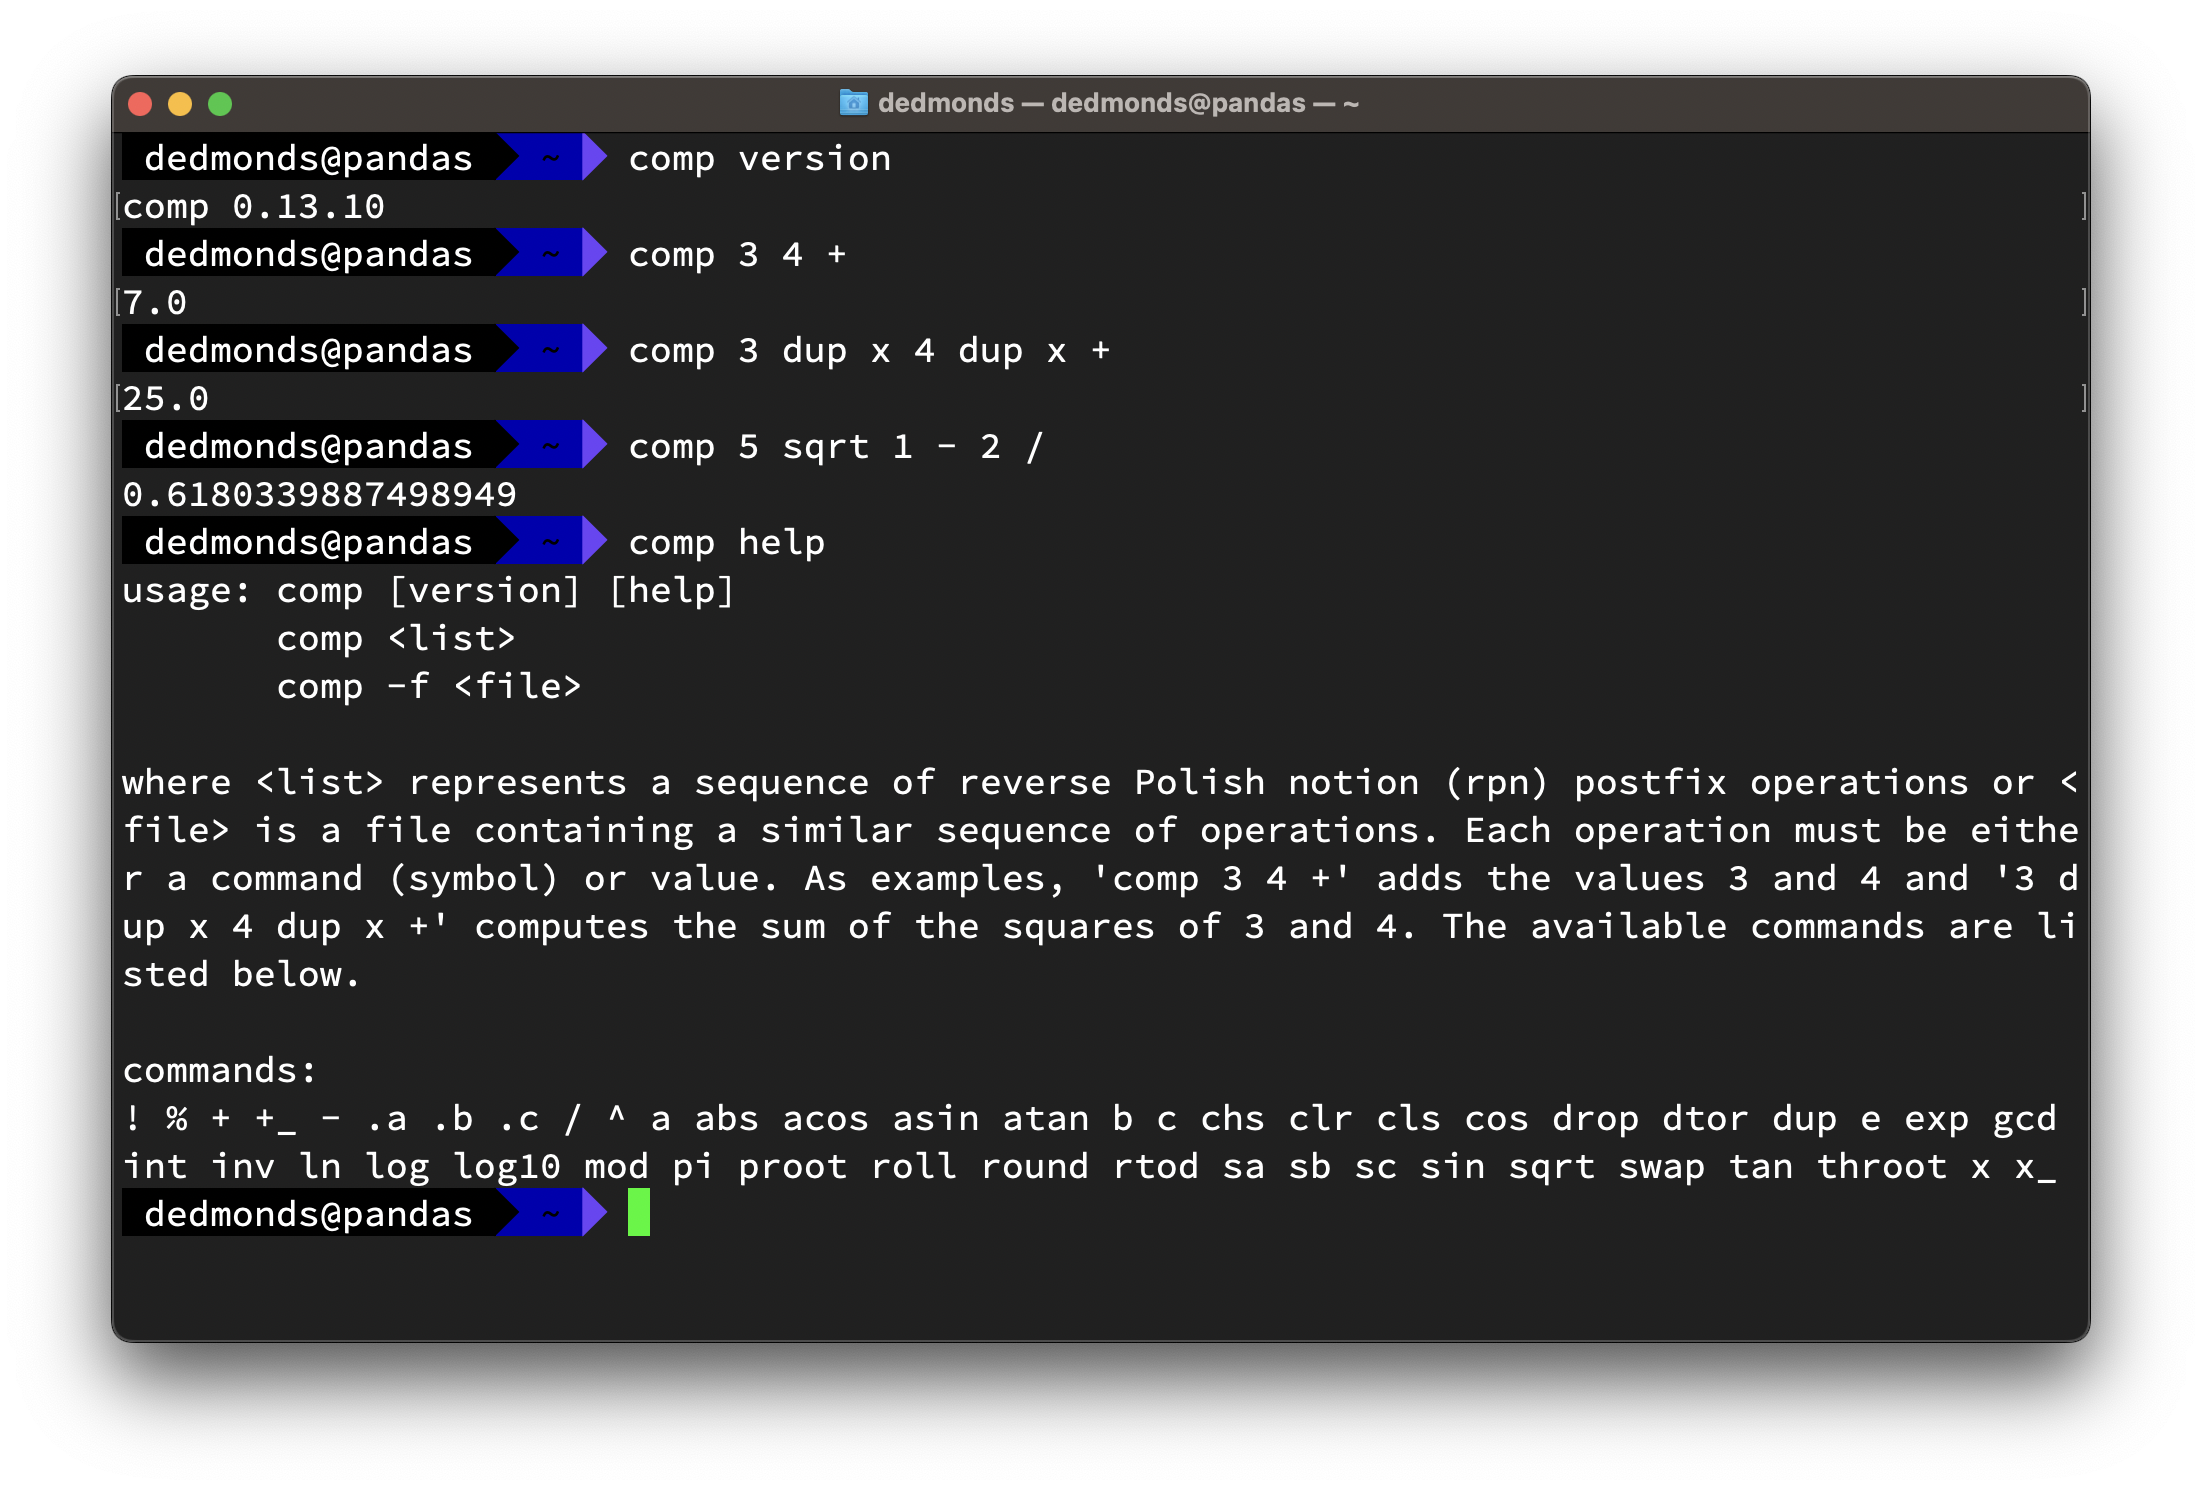 dedmonds — dedmonds@pandas — ~
dedmonds@pandas ~ comp version
comp 0.13.10
dedmonds@pandas ~ comp 3 4 +
7.0
dedmonds@pandas ~ comp 3 dup x 4 dup x +
25.0
dedmonds@pandas ~ comp 5 sqrt 1 - 2 /
0.6180339887498949
dedmonds@pandas ~ comp help
usage: comp [version] [help]
       comp <list>
       comp -f <file>
where <list> represents a sequence of reverse Polish notion (rpn) postfix operations or <
file> is a file containing a similar sequence of operations. Each operation must be eithe
r a command (symbol) or value. As examples, 'comp 3 4 +' adds the values 3 and 4 and '3 d
up x 4 dup x +' computes the sum of the squares of 3 and 4. The available commands are li
sted below.
commands:
! % + +_ - .a .b .c / ^ a abs acos asin atan b c chs clr cls cos drop dtor dup e exp gcd
int inv ln log log10 mod pi proot roll round rtod sa sb sc sin sqrt swap tan throot x x_
dedmonds@pandas ~